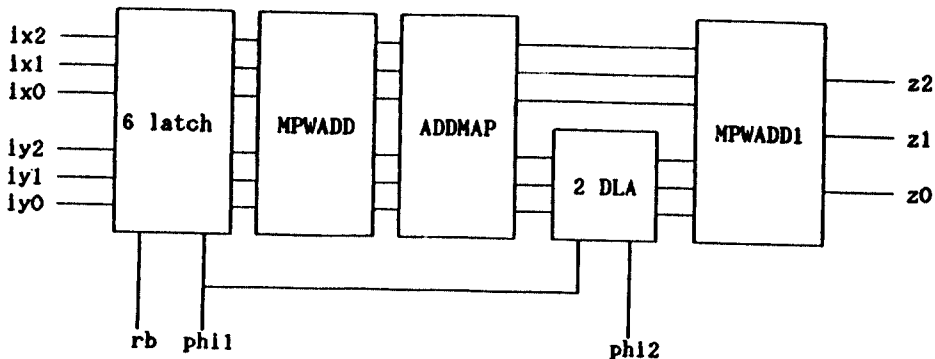 ix2
ix1
ix0
iy2
iy1
iy0
6 latch
MPWADD
ADDMAP
2 DLA
MPWADD1
z2
z1
z0
rb
phi1
phi2